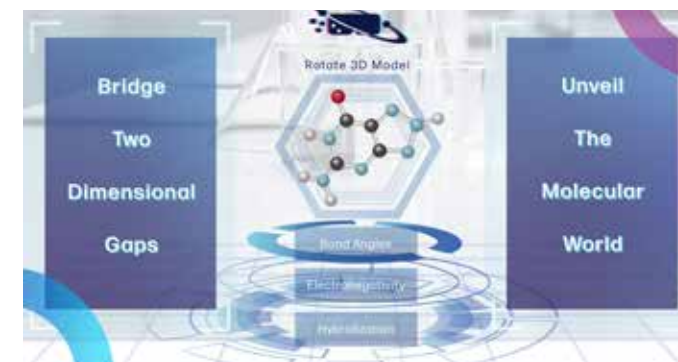 Bridge
Two
Dimensional
Gaps
Rotate 3D Model
Bond Angles
Electronegativity
Hybridization
Unveil
The
Molecular
World